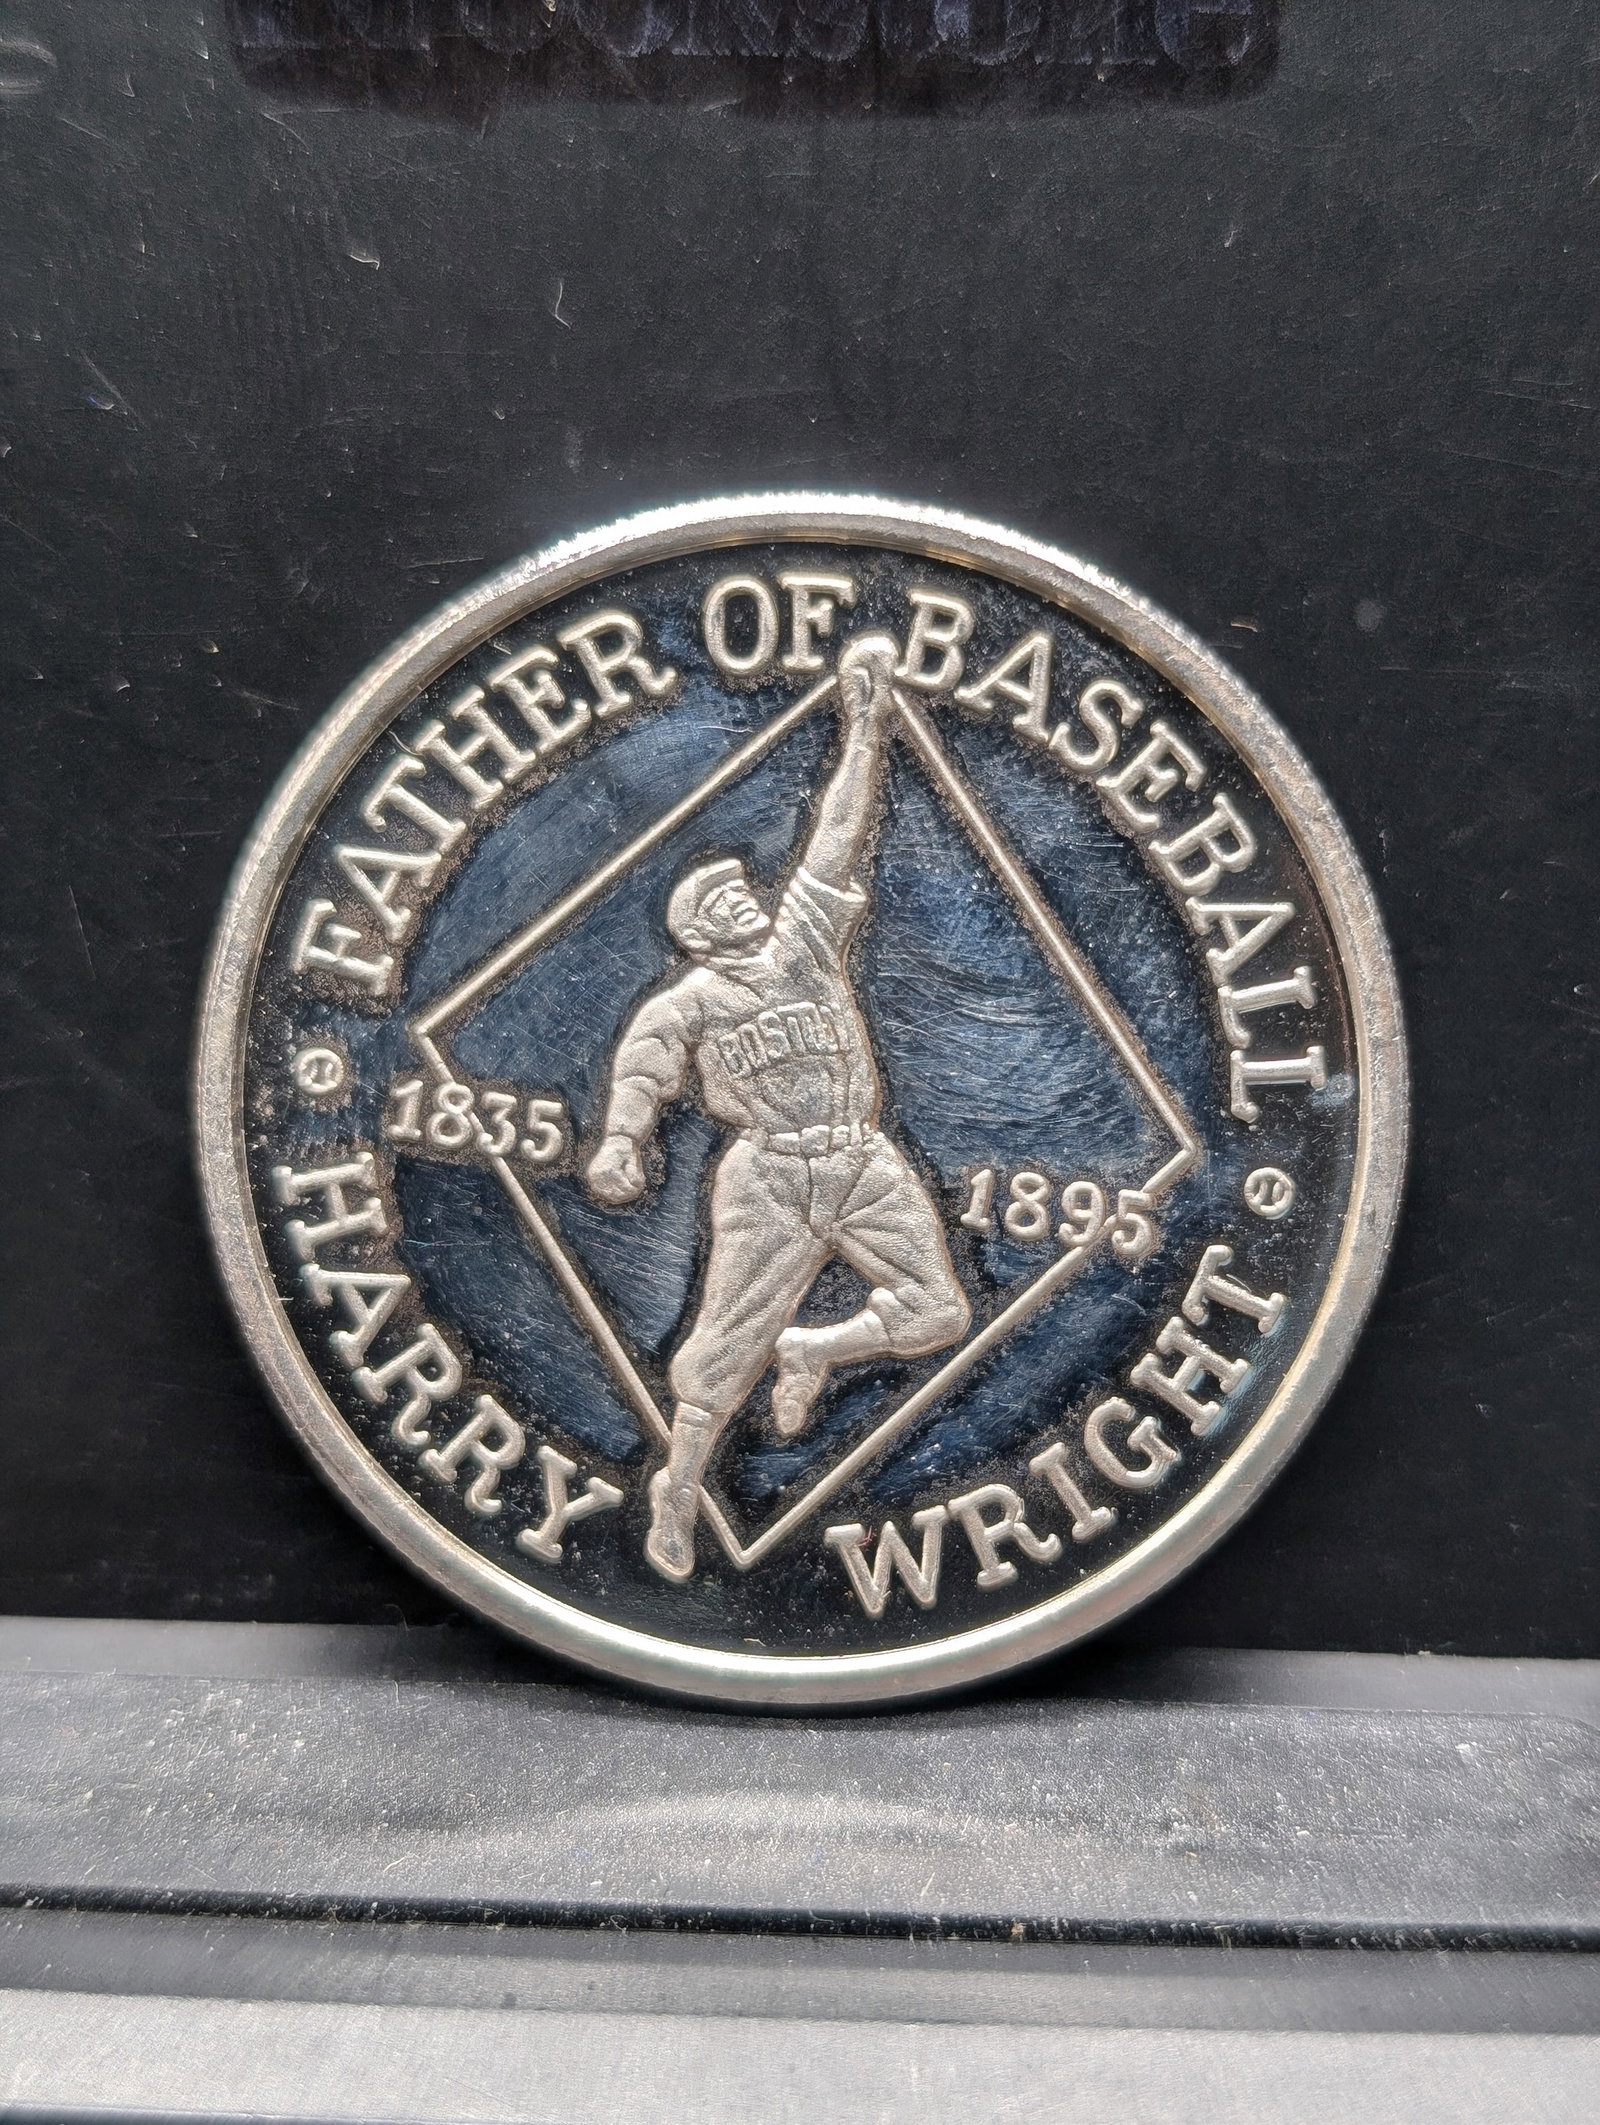 FATHER OF BASEBALL
1835
BOSTON
1895
HARRY WRIGHT